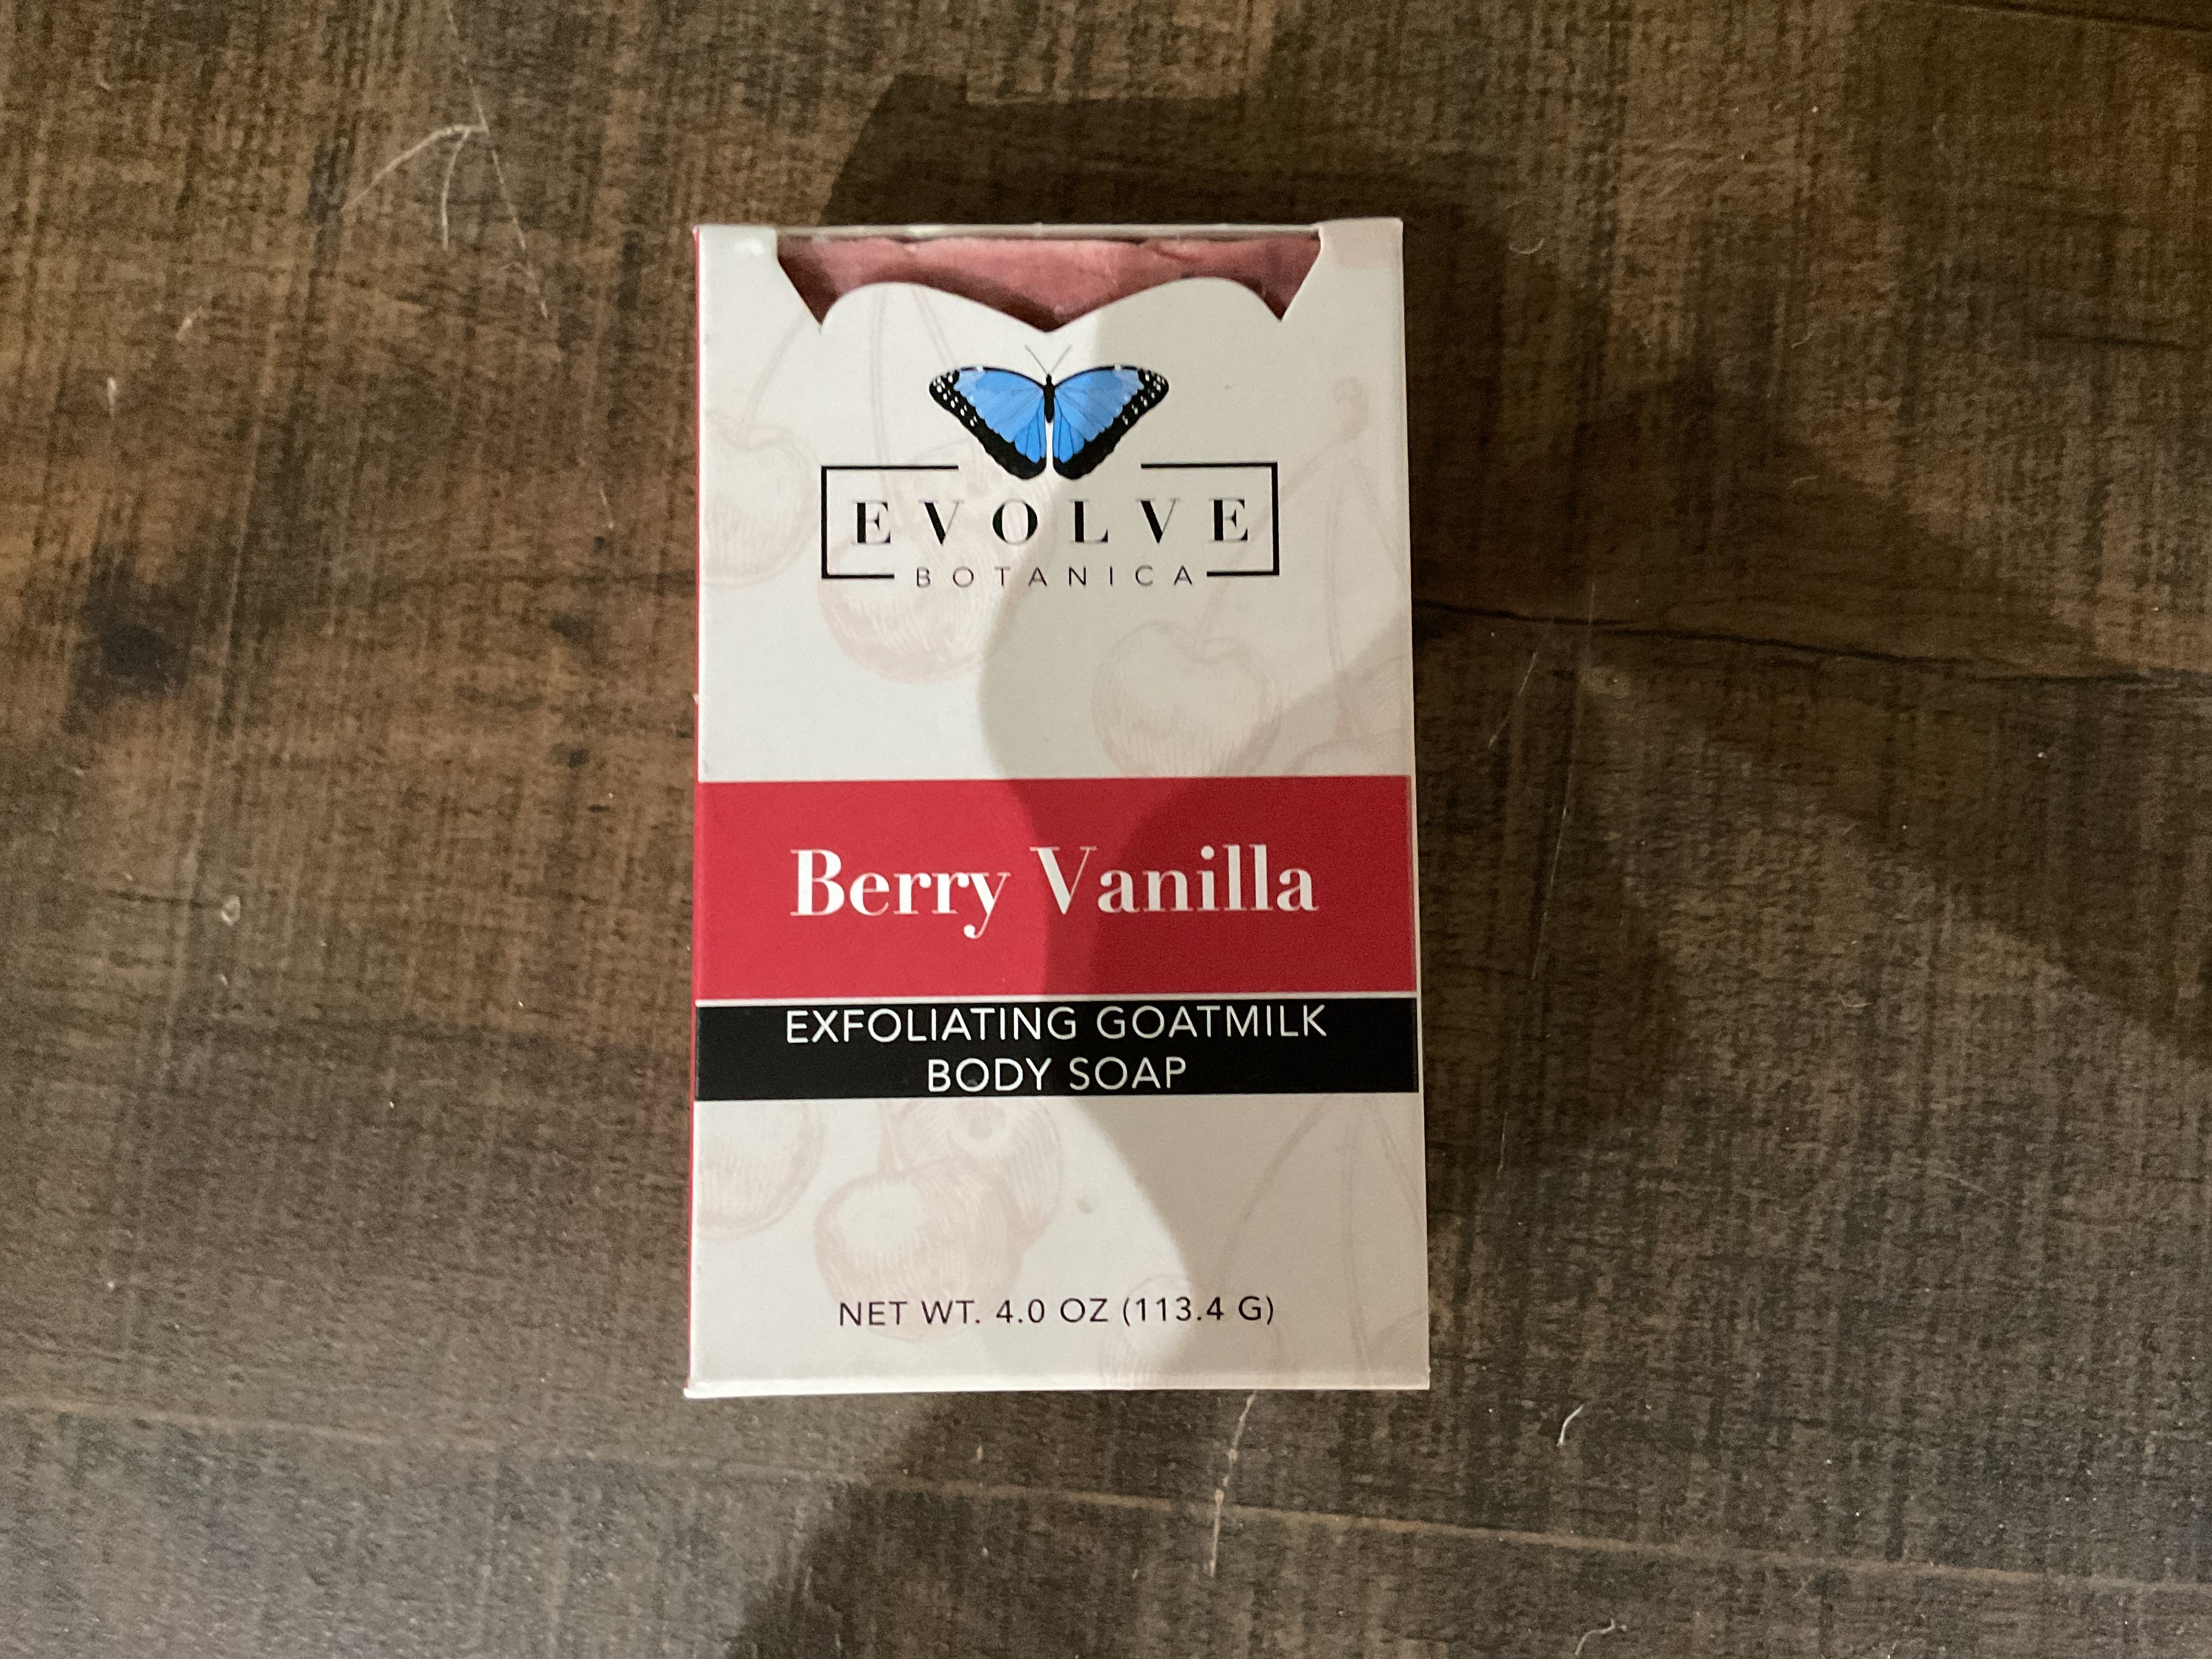 EVOLVE
BOTANICA
Berry Vanilla
EXFOLIATING GOATMILK
BODY SOAP
NET WT. 4.0 OZ (113.4 G)